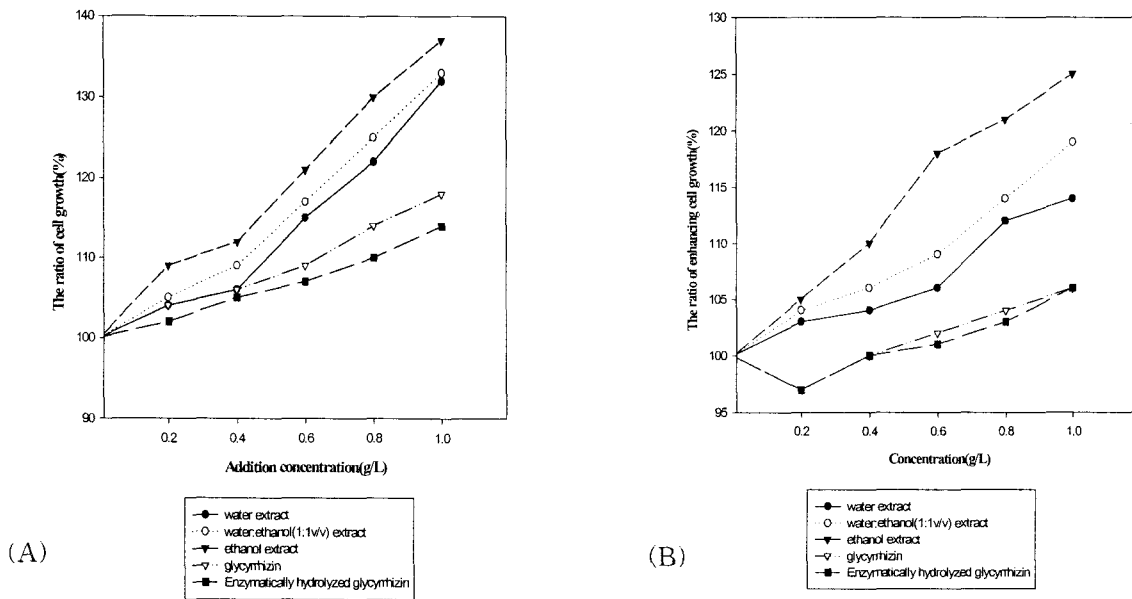 140
130
120
110
100
90
The ratio of cell growth(%)
0.2 0.4 0.6 0.8 1.0
Addition concentration(g/L)
water extract
water:ethanol(1:1v/v) extract
ethanol extract
glycyrrhizin
Enzymatically hydrolyzed glycyrrhizin
(A)
130
125
120
115
110
105
100
95
The ratio of enhancing cell growth(%)
0.2 0.4 0.6 0.8 1.0
Concentration(g/L)
water extract
water:ethanol(1:1v/v) extract
ethanol extract
glycyrrhizin
Enzymatically hydrolyzed glycyrrhizin
(B)